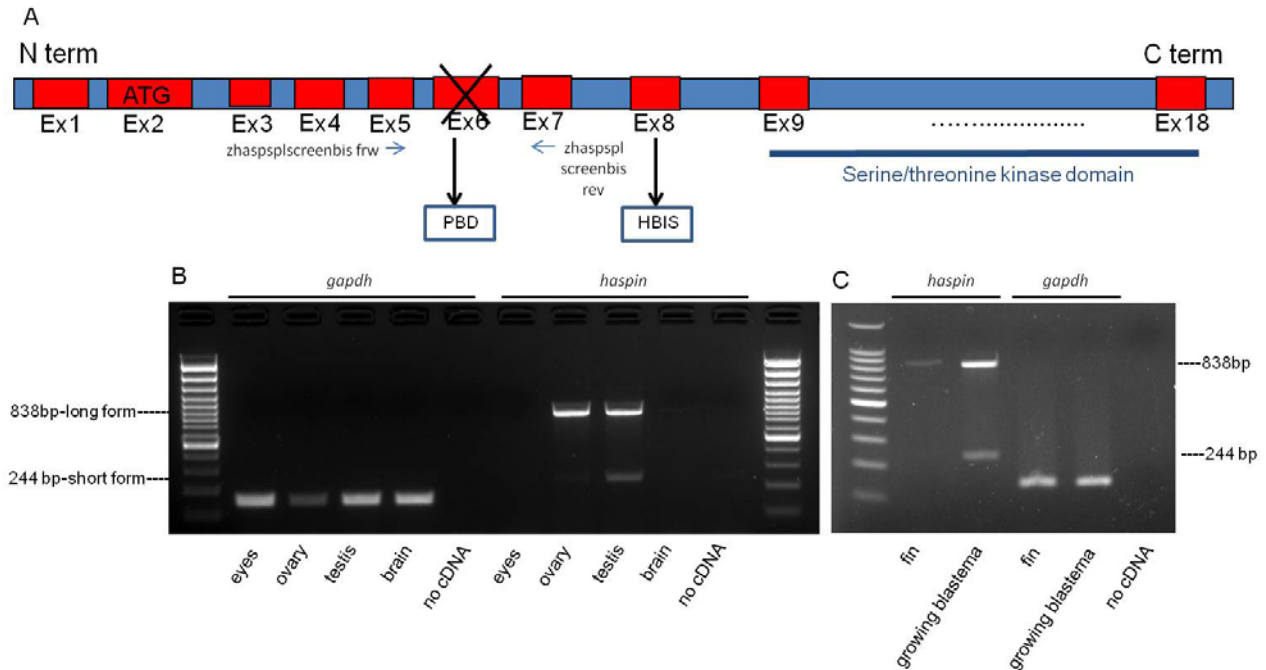 A
N term
C term
ATG
Ex1 Ex2 Ex3 Ex4 Ex5 Ex6 Ex7 Ex8 Ex9 ..................... Ex18
zhaspsplscreenbis frw
zhaspspl
screenbis
rev
Serine/threonine kinase domain
PBD
HBIS
B
gapdh
haspin
838bp-long form-----
244 bp-short form----
eyes
ovary
testis
brain
no cDNA
eyes
ovary
testis
brain
no cDNA
C
haspin
gapdh
-----838bp
----244 bp
fin
growing blastema
fin
growing blastema
no cDNA